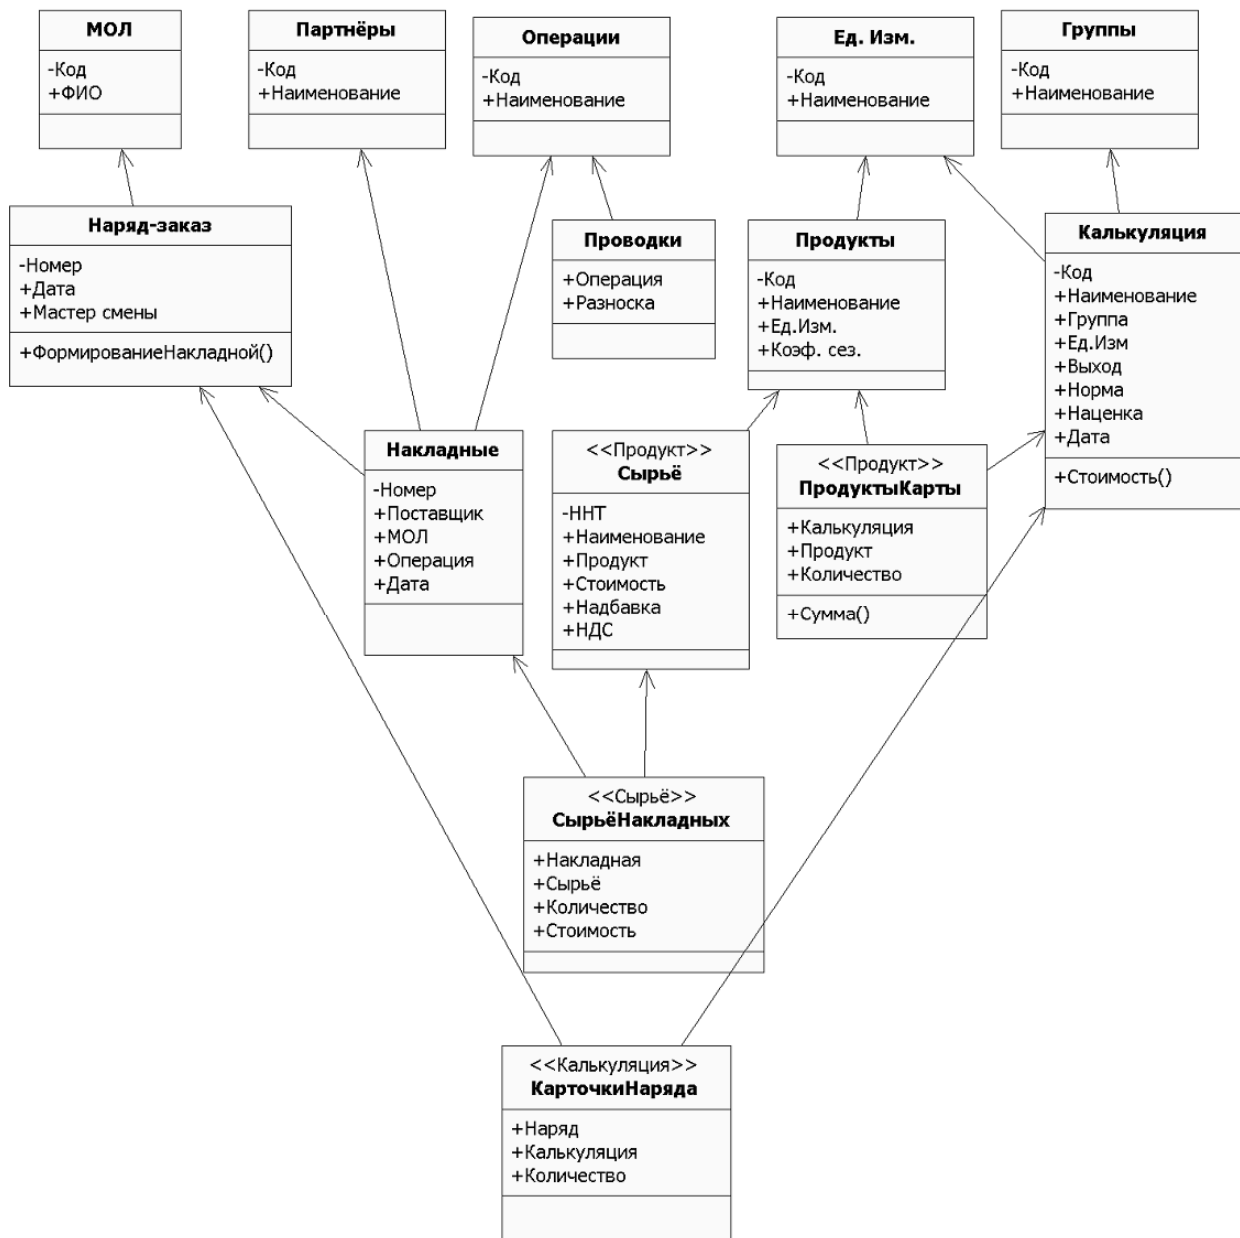 МОЛ
-Код
+ФИО
Партнёры
-Код
+Наименование
Операции
-Код
+Наименование
Ед. Изм.
-Код
+Наименование
Группы
-Код
+Наименование
Наряд-заказ
-Номер
+Дата
+Мастер смены
+ФормированиеНакладной()
Проводки
+Операция
+Разноска
Продукты
-Код
+Наименование
+Ед.Изм.
+Коэф. сез.
Калькуляция
-Код
+Наименование
+Группа
+Ед.Изм
+Выход
+Норма
+Наценка
+Дата
+Стоимость()
Накладные
-Номер
+Поставщик
+МОЛ
+Операция
+Дата
<<Продукт>>
Сырьё
-ННТ
+Наименование
+Продукт
+Стоимость
+Надбавка
+НДС
<<Продукт>>
ПродуктыКарты
+Калькуляция
+Продукт
+Количество
+Сумма()
<<Сырьё>>
СырьёНакладных
+Накладная
+Сырьё
+Количество
+Стоимость
<<Калькуляция>>
КарточкиНаряда
+Наряд
+Калькуляция
+Количество